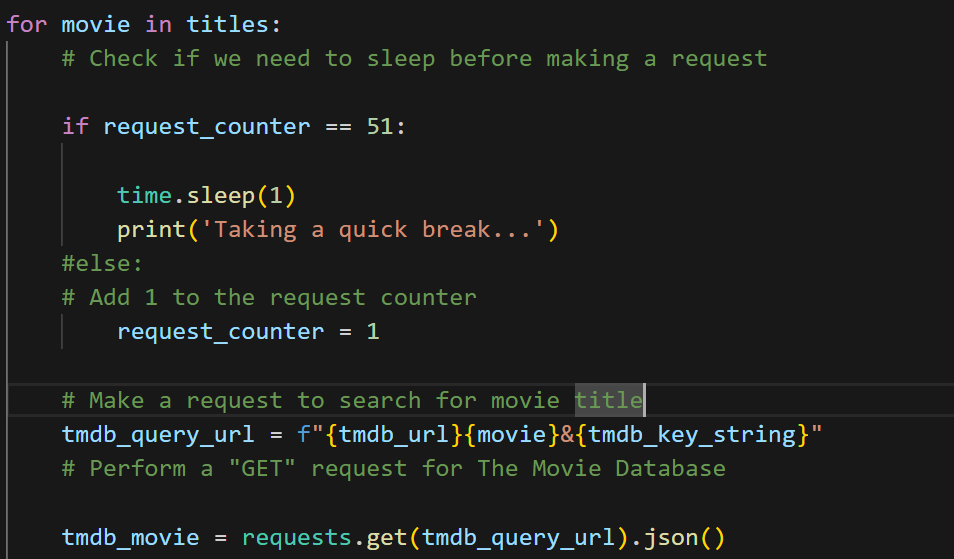 for movie in titles:
    # Check if we need to sleep before making a request
    if request_counter == 51:
        time.sleep(1)
        print('Taking a quick break...')
    #else:
    # Add 1 to the request counter
        request_counter = 1
    # Make a request to search for movie title
    tmdb_query_url = f"{tmdb_url}{movie}&{tmdb_key_string}"
    # Perform a "GET" request for The Movie Database
    tmdb_movie = requests.get(tmdb_query_url).json()